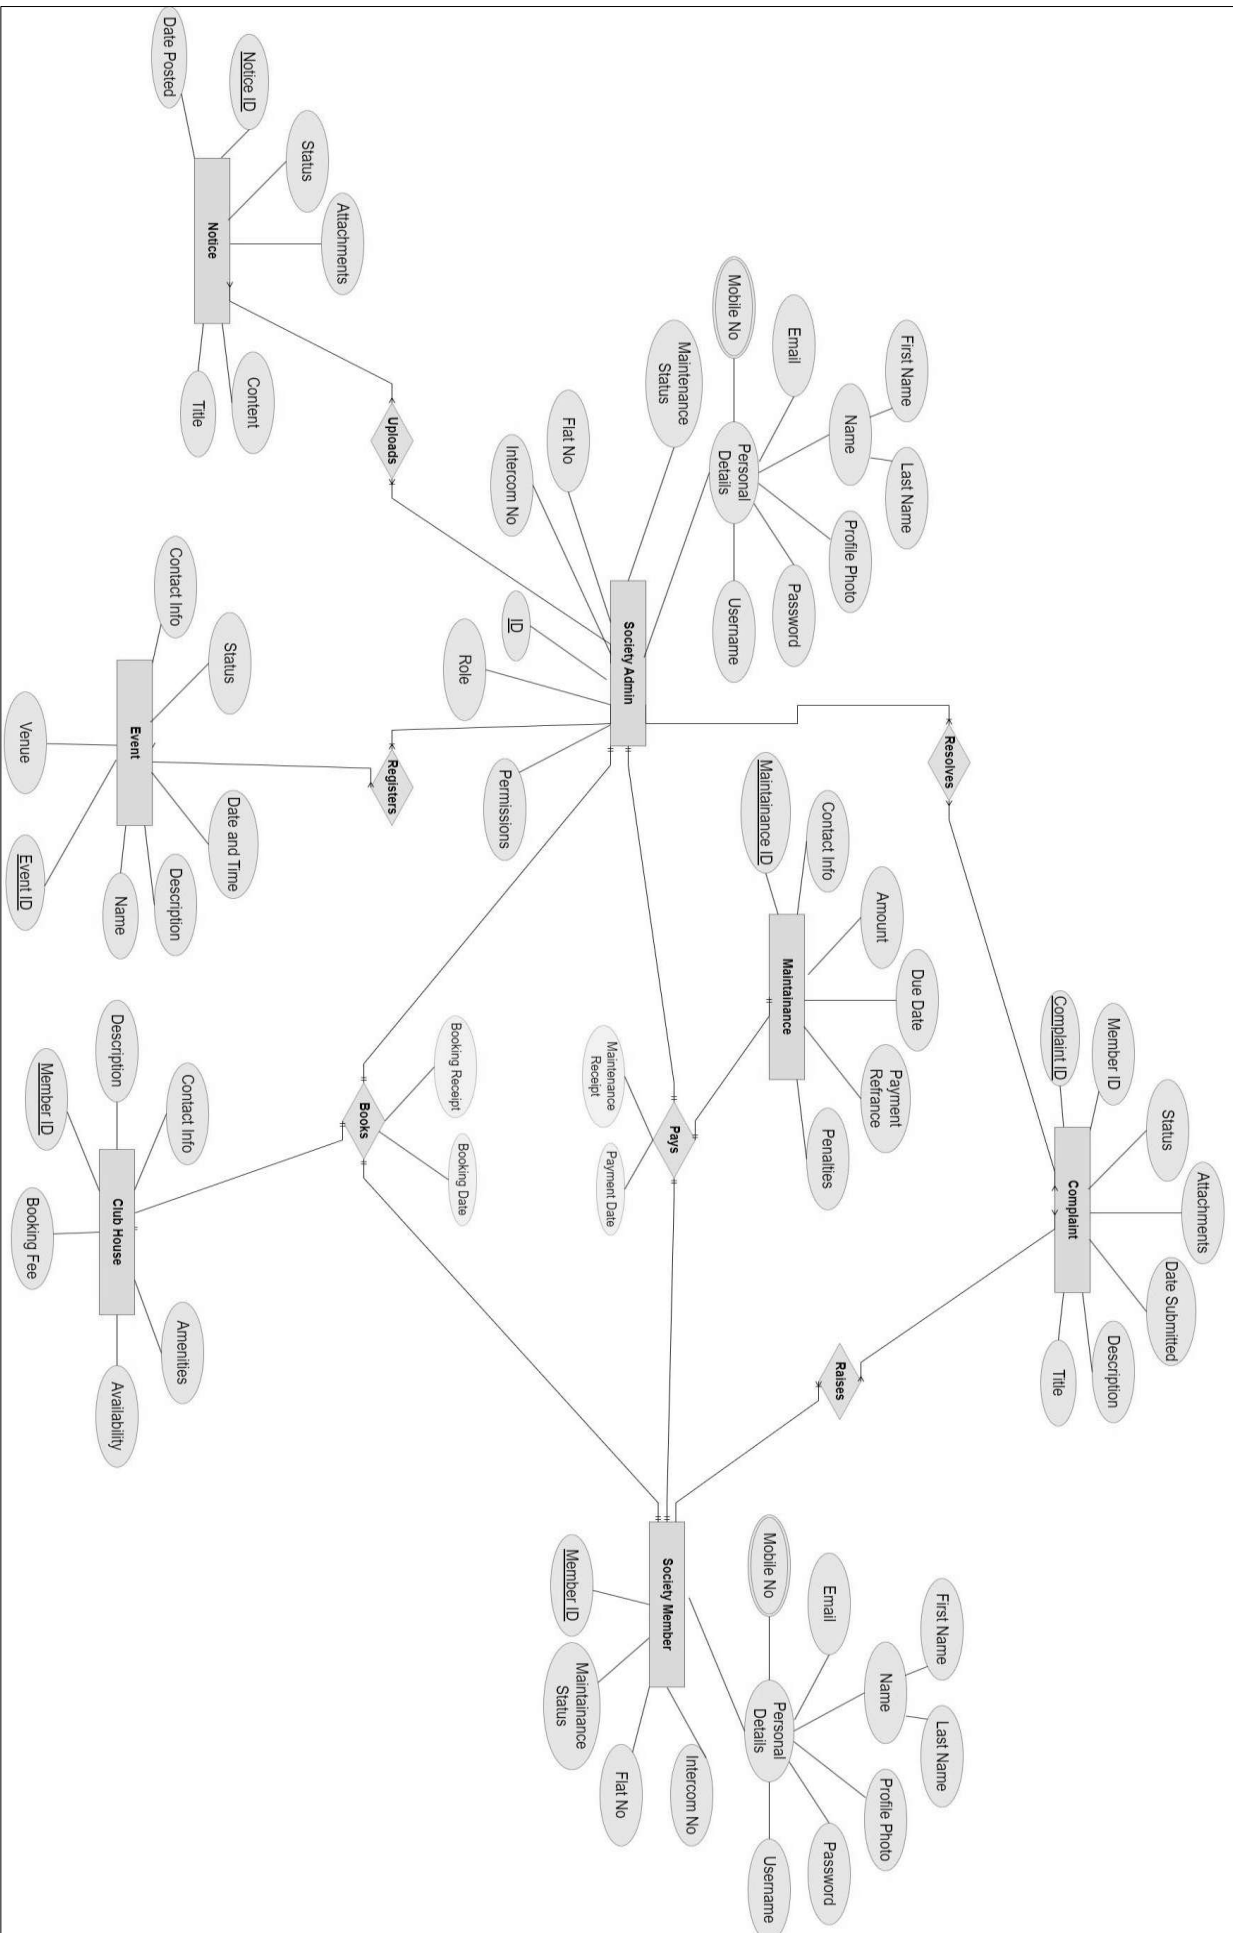 First Name
Last Name
Name
Email
Profile Photo
Mobile No
Personal
Details
Password
Username
Maintenance
Status
Flat No
Intercom No
ID
Role
Permissions
Society Admin
Date Posted
Notice ID
Status
Attachments
Notice
Content
Title
Uploads
Registers
Contact Info
Status
Venue
Event
Date and Time
Description
Name
Event ID
Resolves
Maintainance ID
Contact Info
Amount
Due Date
Payment
Refrance
Penalties
Maintainance
Maintenance
Receipt
Payment Date
Pays
Booking Receipt
Booking Date
Books
Description
Contact Info
Member ID
Club House
Booking Fee
Amenities
Availability
Complaint ID
Member ID
Status
Attachments
Date Submitted
Description
Title
Complaint
Raises
First Name
Last Name
Name
Email
Profile Photo
Mobile No
Personal
Details
Password
Username
Society Member
Member ID
Maintainance
Status
Flat No
Intercom No